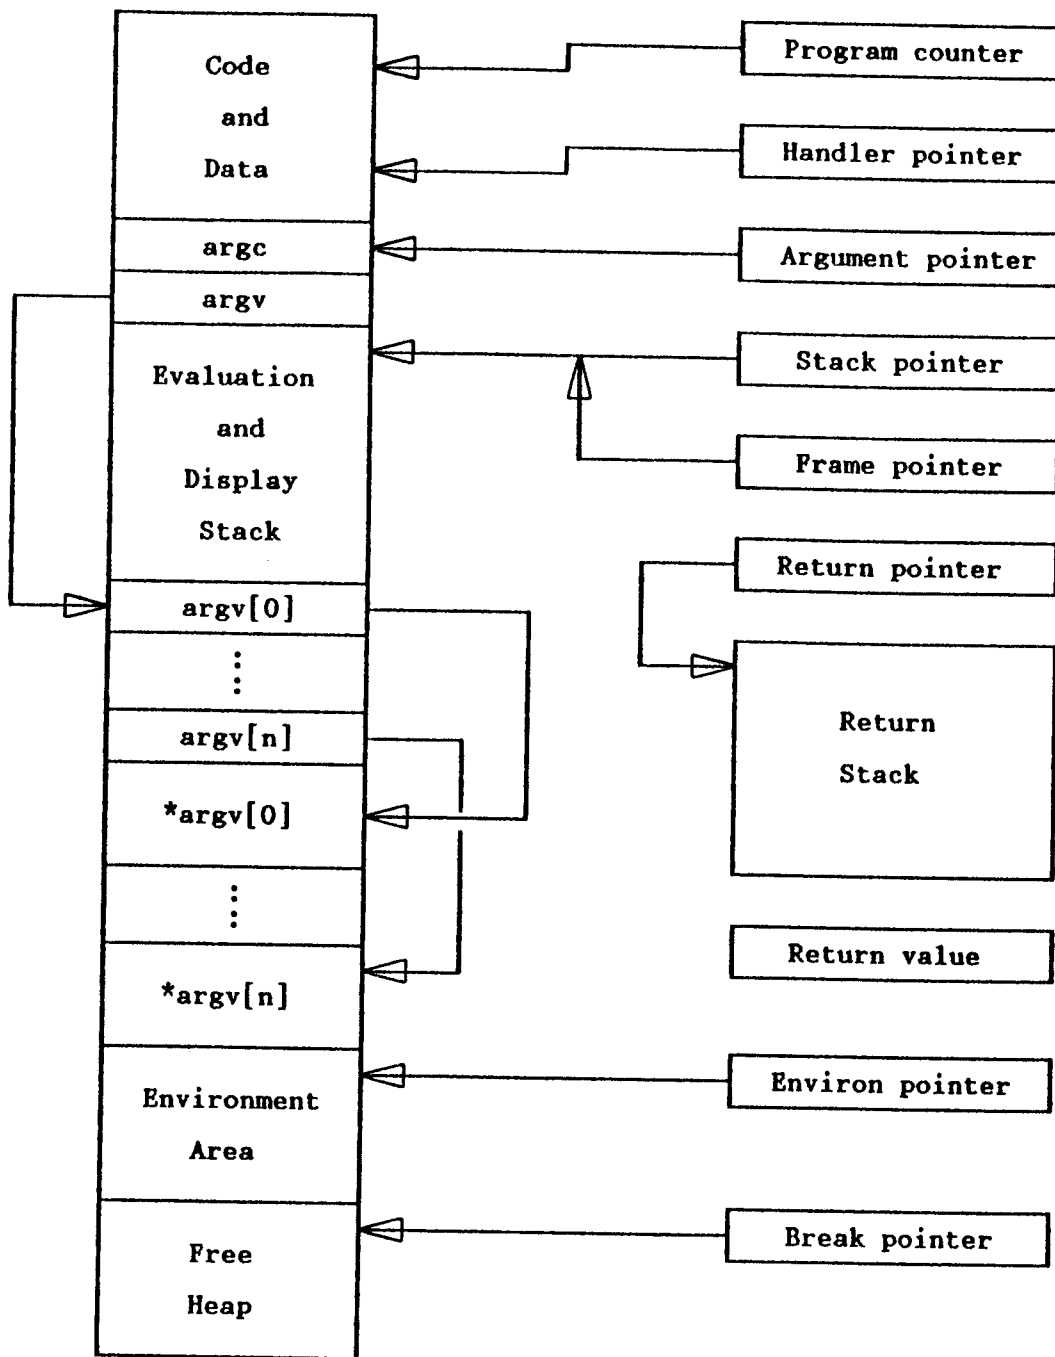 Code
and
Data
argc
argv
Evaluation
and
Display
Stack
argv[0]
argv[n]
*argv[0]
*argv[n]
Environment
Area
Free
Heap
Program counter
Handler pointer
Argument pointer
Stack pointer
Frame pointer
Return pointer
Return
Stack
Return value
Environ pointer
Break pointer